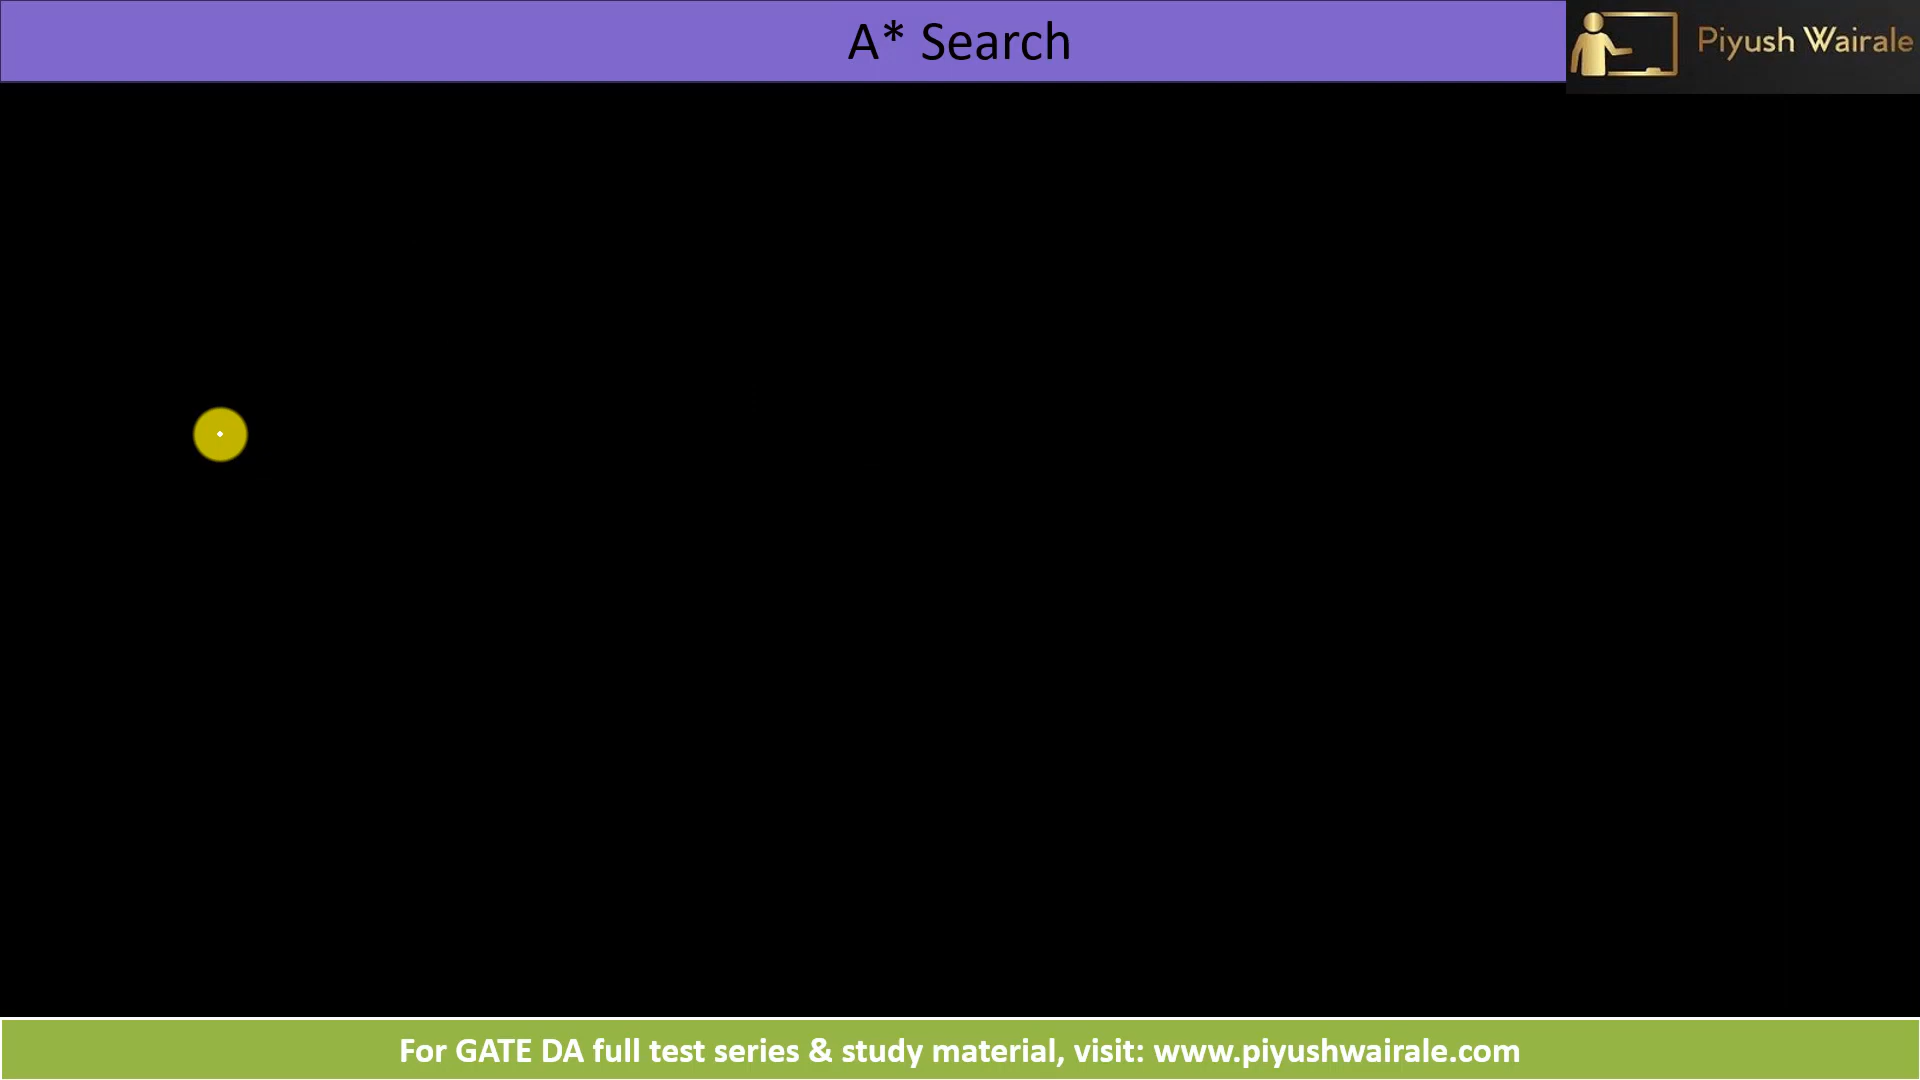 A* Search
Piyush Wairale
For GATE DA full test series & study material, visit: www.piyushwairale.com